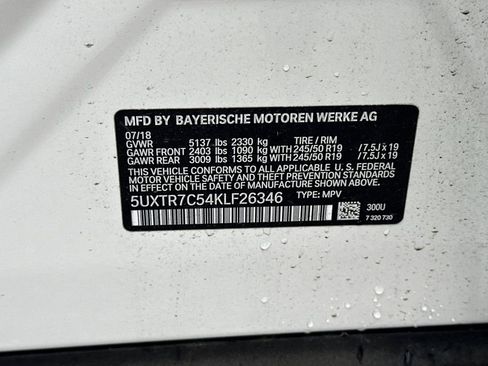 MFD BY BAYERISCHE MOTOREN WERKE AG
07/18
GVWR 5137 lbs 2330 kg TIRE / RIM
GAWR FRONT 2403 lbs 1090 kg 245/50 R19 /7.5J x 19
GAWR REAR 3009 lbs 1365 kg 245/50 R19 /7.5J x 19
THIS VEHICLE CONFORMS TO ALL APPLICABLE U. S. FEDERAL
MOTOR VEHICLE SAFETY, BUMPER, AND THEFT PREVENTION
STANDARDS IN EFFECT ON THE DATE OF MANUFACTURE SHOWN ABOVE.
5UXTR7C54KLF26346 TYPE: MPV
300U
7 320 730